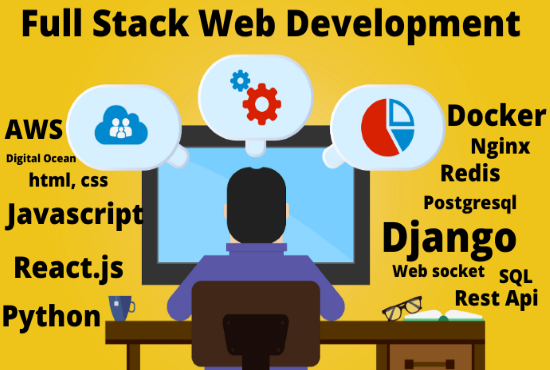 Full Stack Web Development
AWS
Digital Ocean
html, css
Javascript
React.js
Python
Docker
Nginx
Redis
Postgresql
Django
Web socket
SQL
Rest Api